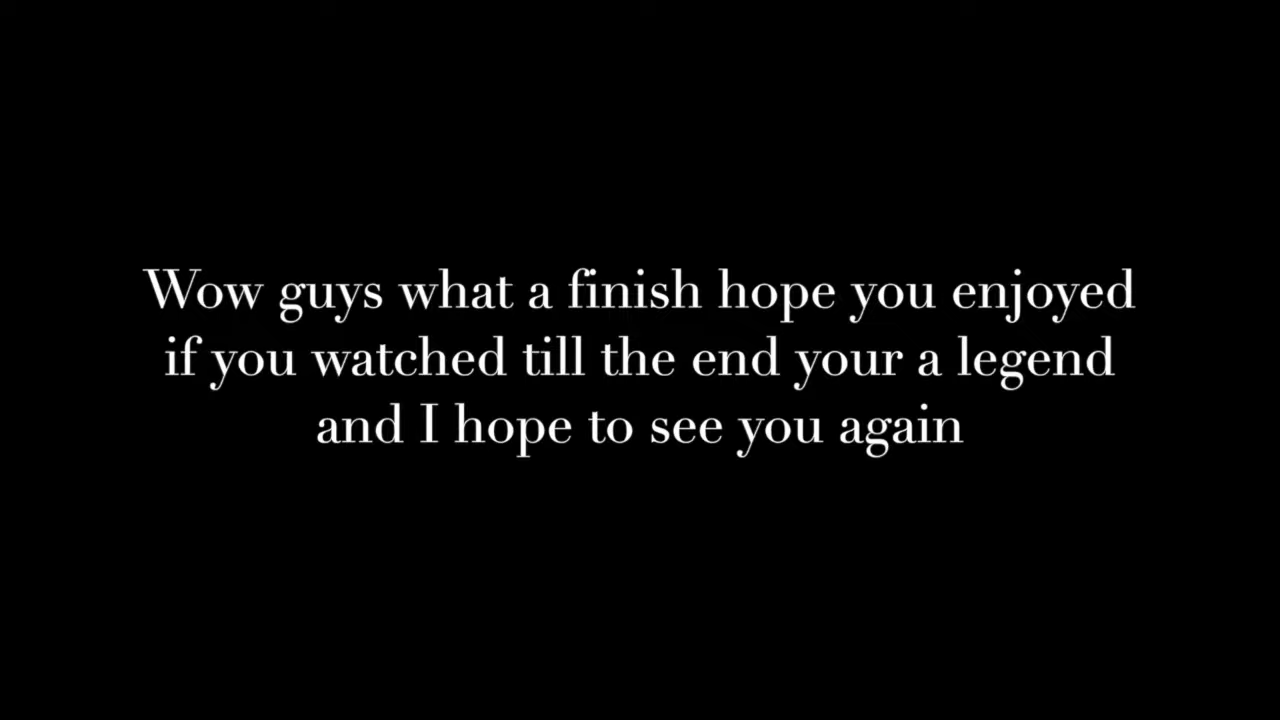 Wow guys what a finish hope you enjoyed
if you watched till the end your a legend
and I hope to see you again